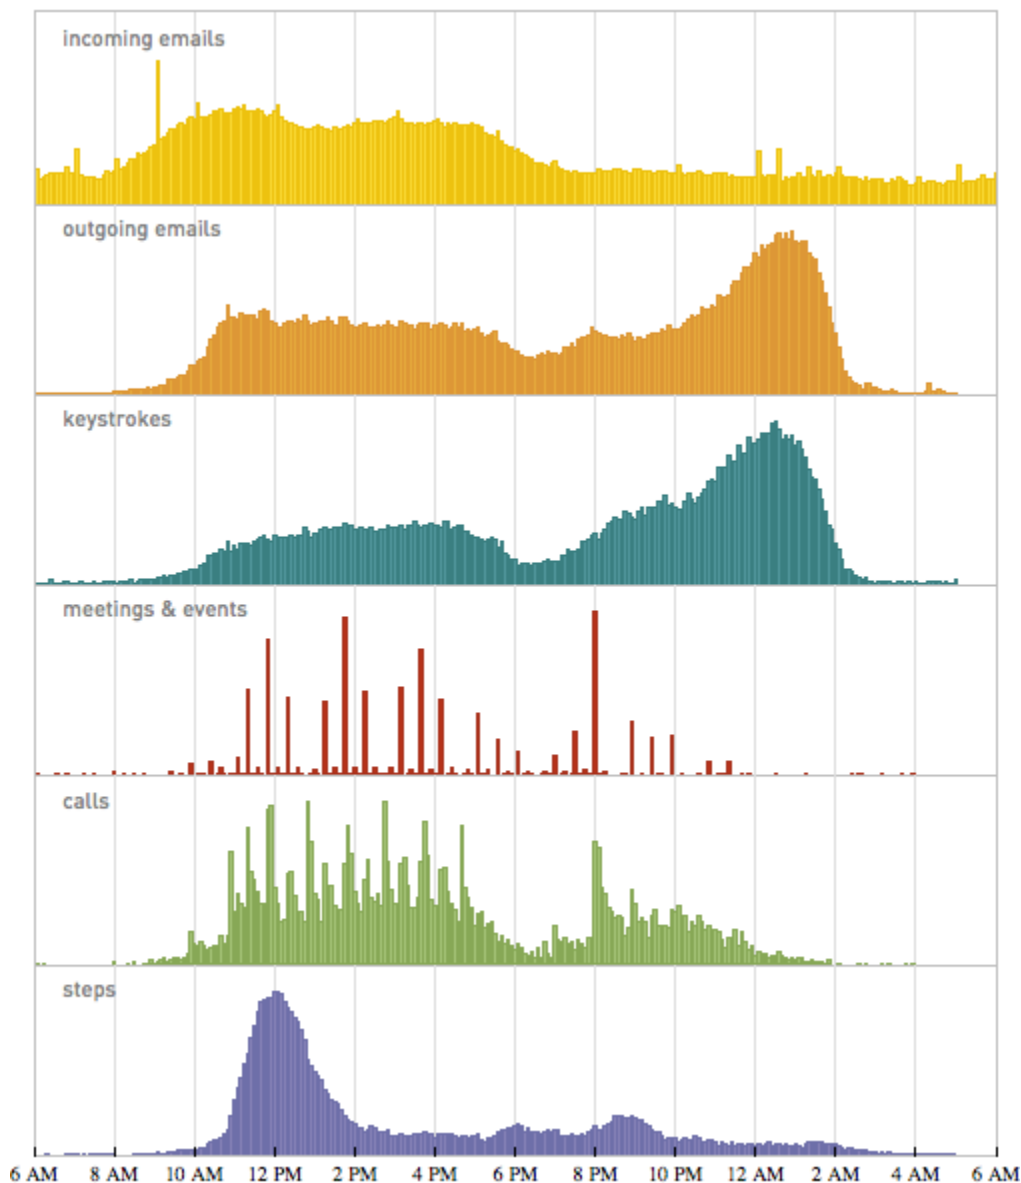 incoming emails
outgoing emails
keystrokes
meetings & events
calls
steps
6 AM 8 AM 10 AM 12 PM 2 PM 4 PM 6 PM 8 PM 10 PM 12 AM 2 AM 4 AM 6 AM